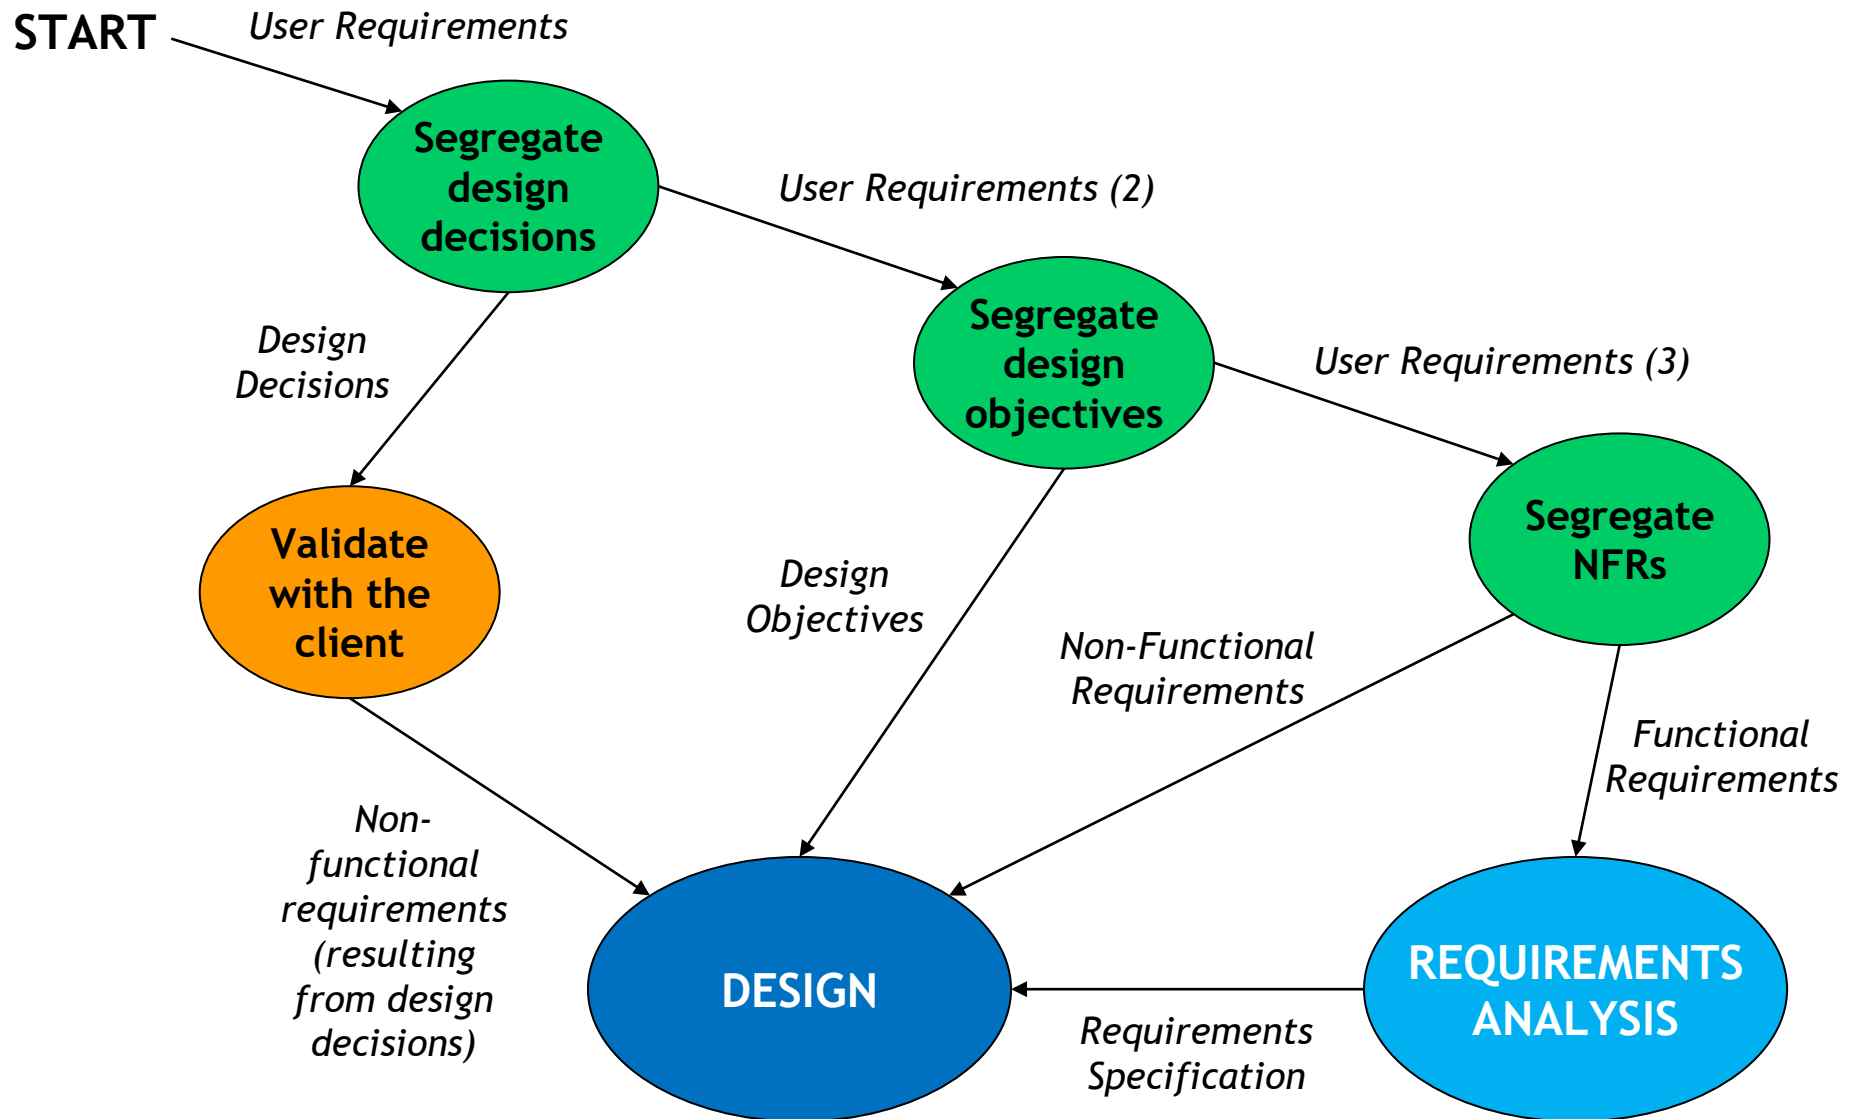 START
User Requirements
Segregate
design
decisions
User Requirements (2)
Segregate
design
objectives
Design
Decisions
User Requirements (3)
Segregate
NFRs
Validate
with the
client
Design
Objectives
Non-Functional
Requirements
Functional
Requirements
Non-
functional
requirements
(resulting
from design
decisions)
DESIGN
REQUIREMENTS
ANALYSIS
Requirements
Specification